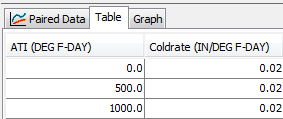 Paired Data Table Graph
ATI (DEG F-DAY) Coldrate (IN/DEG F-DAY)
0.0 0.02
500.0 0.02
1000.0 0.02